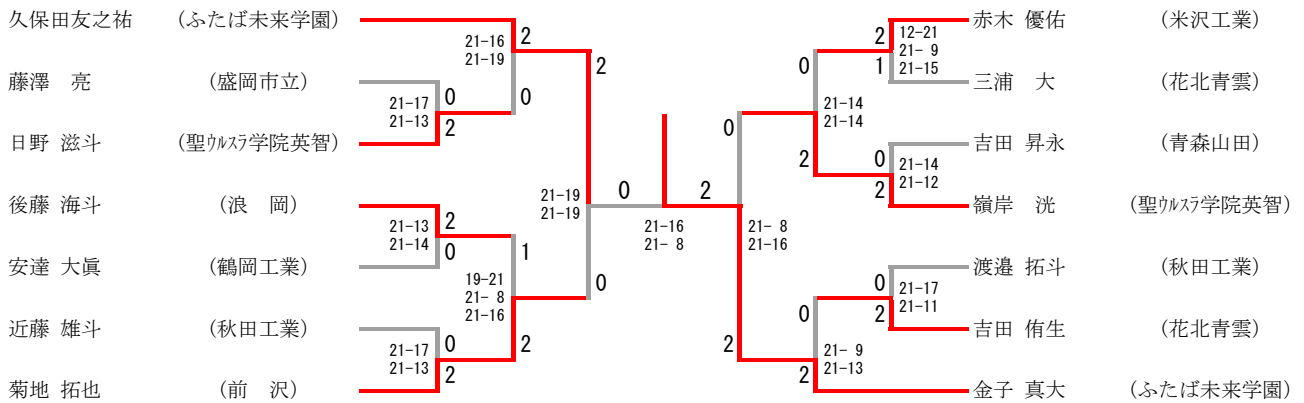 久保田友之祐 (ふたば未来学園)
藤澤 亮 (盛岡市立)
日野 滋斗 (聖ウルスラ学院英智)
後藤 海斗 (浪 岡)
安達 大眞 (鶴岡工業)
近藤 雄斗 (秋田工業)
菊地 拓也 (前 沢)
21-16 2
21-19
0
21-17 0
21-13 2
2
21-13 2
21-14 0
1
19-21
21- 8
21-16
2
21-17 0
21-13 2
21-19
21-19
0
0 2
21-16
21- 8
赤木 優佑 (米沢工業)
三浦 大 (花北青雲)
吉田 昇永 (青森山田)
嶺岸 洸 (聖ウルスラ学院英智)
渡邉 拓斗 (秋田工業)
吉田 侑生 (花北青雲)
金子 真大 (ふたば未来学園)
2 12-21
21- 9
1 21-15
0
21-14
21-14
2
0 21-14
2 21-12
0
21- 8
21-16
2
0 21-17
2 21-11
0
21- 9
2 21-13